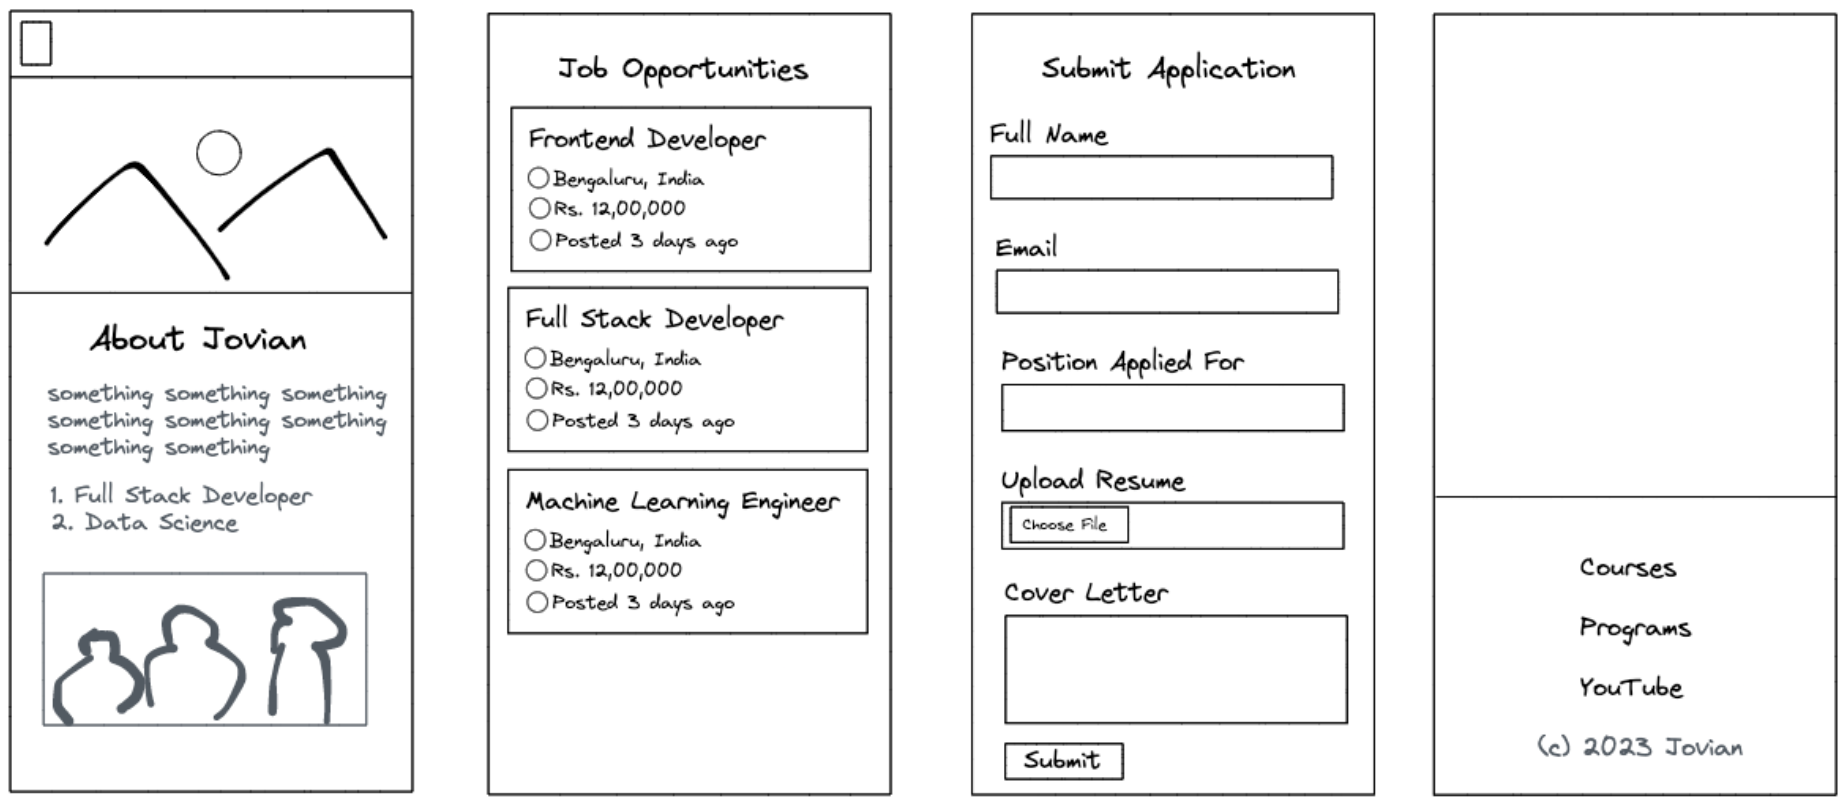 About Jovian
something something something
something something something
something something
1. Full Stack Developer
2. Data Science
Job Opportunities
Frontend Developer
Bengaluru, India
Rs. 12,00,000
Posted 3 days ago
Full Stack Developer
Bengaluru, India
Rs. 12,00,000
Posted 3 days ago
Machine Learning Engineer
Bengaluru, India
Rs. 12,00,000
Posted 3 days ago
Submit Application
Full Name
Email
Position Applied For
Upload Resume
Choose File
Cover Letter
Submit
Courses
Programs
YouTube
(c) 2023 Jovian